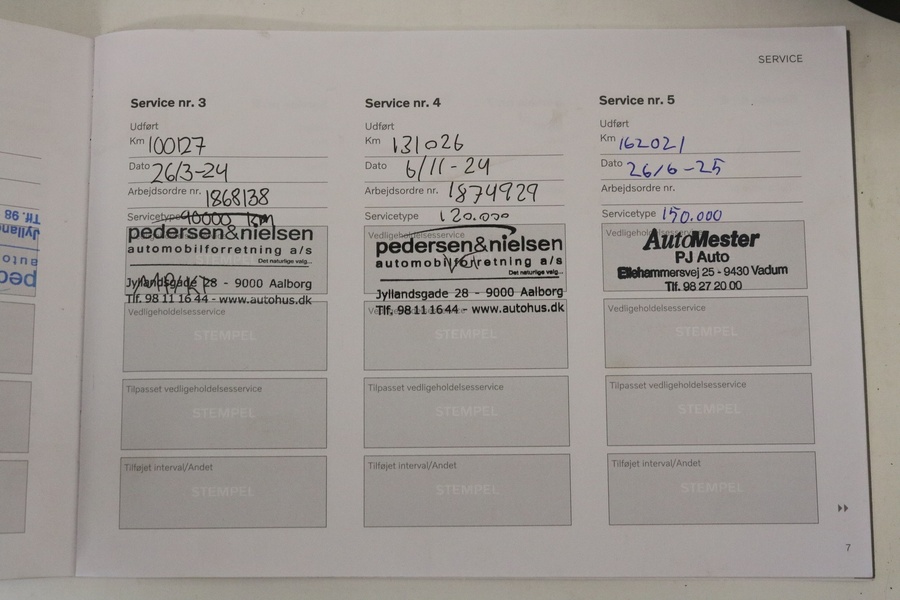 SERVICE
Service nr. 3
Udført
Km 100127
Dato 26/3-24
Arbejdsordre nr. 1868138
Servicetype 90000 km
pedersen&nielsen
automobilforretning a/s
Det naturlige valg...
Jyllandsgade 28 - 9000 Aalborg
Tlf. 98 11 16 44 - www.autohus.dk
Vedligeholdelsesservice
STEMPEL
Tilpasset vedligeholdelsesservice
STEMPEL
Tilføjet interval/Andet
STEMPEL
Service nr. 4
Udført
Km 131026
Dato 6/11-24
Arbejdsordre nr. 1874929
Servicetype 120.000
Vedligeholdelsesservice
pedersen&nielsen
automobilforretning a/s
Det naturlige valg...
Jyllandsgade 28 - 9000 Aalborg
Tlf. 98 11 16 44 - www.autohus.dk
STEMPEL
Tilpasset vedligeholdelsesservice
STEMPEL
Tilføjet interval/Andet
STEMPEL
Service nr. 5
Udført
Km 162021
Dato 26/6-25
Arbejdsordre nr.
Servicetype 150.000
Vedligeholdelsesservice
AutoMester
PJ Auto
Ellehammersvej 25 - 9430 Vadum
Tlf. 98 27 20 00
Vedligeholdelsesservice
STEMPEL
Tilpasset vedligeholdelsesservice
STEMPEL
Tilføjet interval/Andet
STEMPEL
7
Tlf. 98